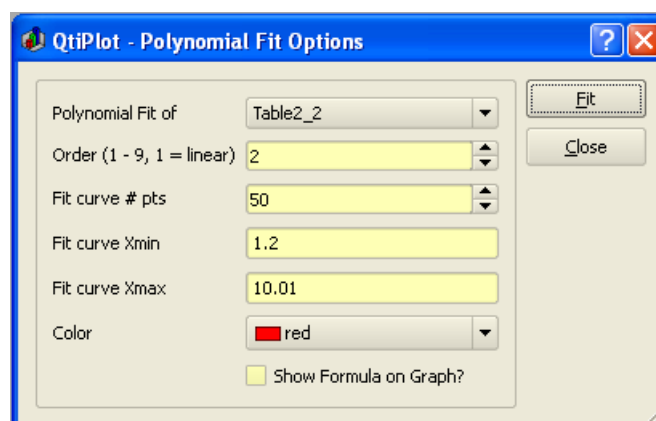 QtiPlot - Polynomial Fit Options
?
Polynomial Fit of Table2_2
Fit
Order (1 - 9, 1 = linear) 2
Close
Fit curve # pts 50
Fit curve Xmin 1.2
Fit curve Xmax 10.01
Color red
Show Formula on Graph?